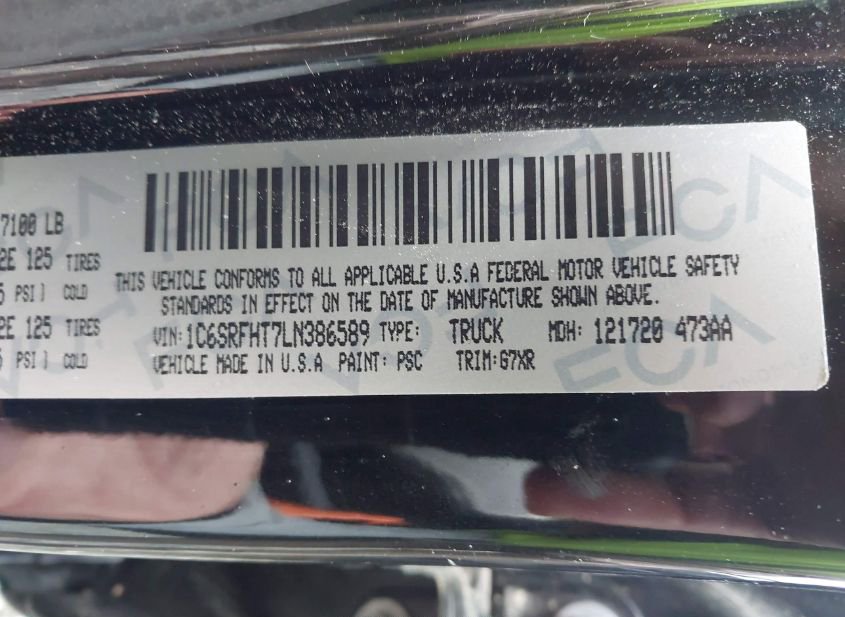 7100 LB
2E 125 TIRES
PSI) COLD
2E 125 TIRES
PSI) COLD
THIS VEHICLE CONFORMS TO ALL APPLICABLE U.S.A FEDERAL MOTOR VEHICLE SAFETY
STANDARDS IN EFFECT ON THE DATE OF MANUFACTURE SHOWN ABOVE.
VIN: 1C6SRFHT7LN386589 TYPE: TRUCK MDH: 121720 473AA
VEHICLE MADE IN U.S.A PAINT: PSC TRIM: G7XR